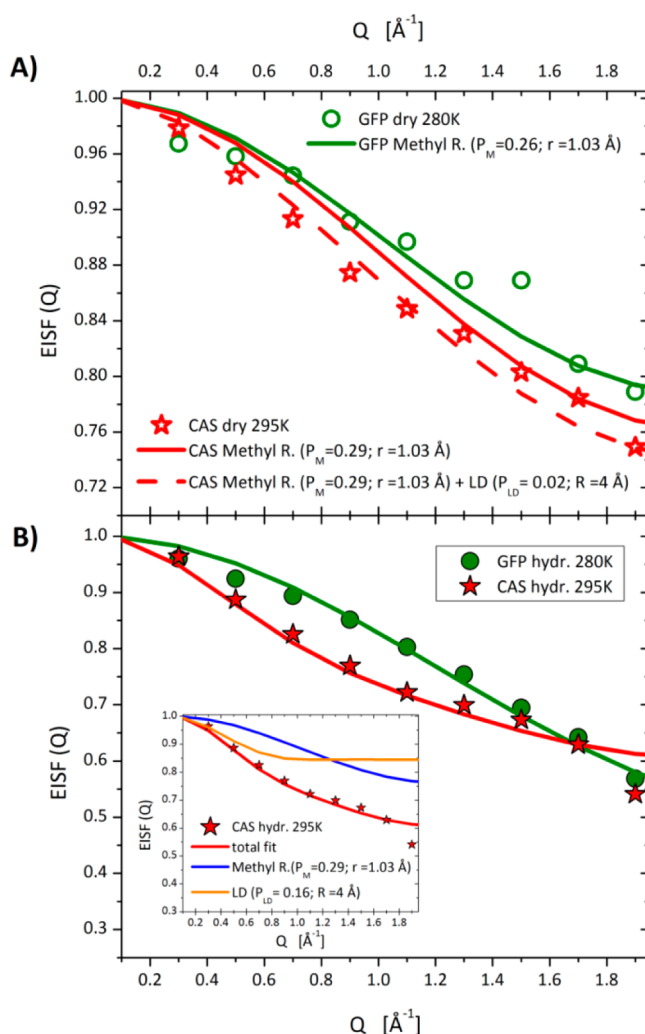 Q [Å⁻¹]
A)
0.2 0.4 0.6 0.8 1.0 1.2 1.4 1.6 1.8
1.00
0.96
0.92
0.88
0.84
0.80
0.76
0.72
EISF (Q)
GFP dry 280K
GFP Methyl R. (P_M=0.26; r =1.03 Å)
CAS dry 295K
CAS Methyl R. (P_M=0.29; r =1.03 Å)
CAS Methyl R. (P_M=0.29; r =1.03 Å) + LD (P_LD= 0.02; R =4 Å)
B)
1.0
0.9
0.8
0.7
0.6
0.5
0.4
0.3
EISF (Q)
GFP hydr. 280K
CAS hydr. 295K
1.0
0.9
0.8
0.7
0.6
0.5
0.4
0.3
EISF (Q)
CAS hydr. 295K
total fit
Methyl R.(P_M=0.29; r =1.03 Å)
LD (P_LD= 0.16; R =4 Å)
0.2 0.4 0.6 0.8 1.0 1.2 1.4 1.6 1.8
Q [Å⁻¹]
0.2 0.4 0.6 0.8 1.0 1.2 1.4 1.6 1.8
Q [Å⁻¹]